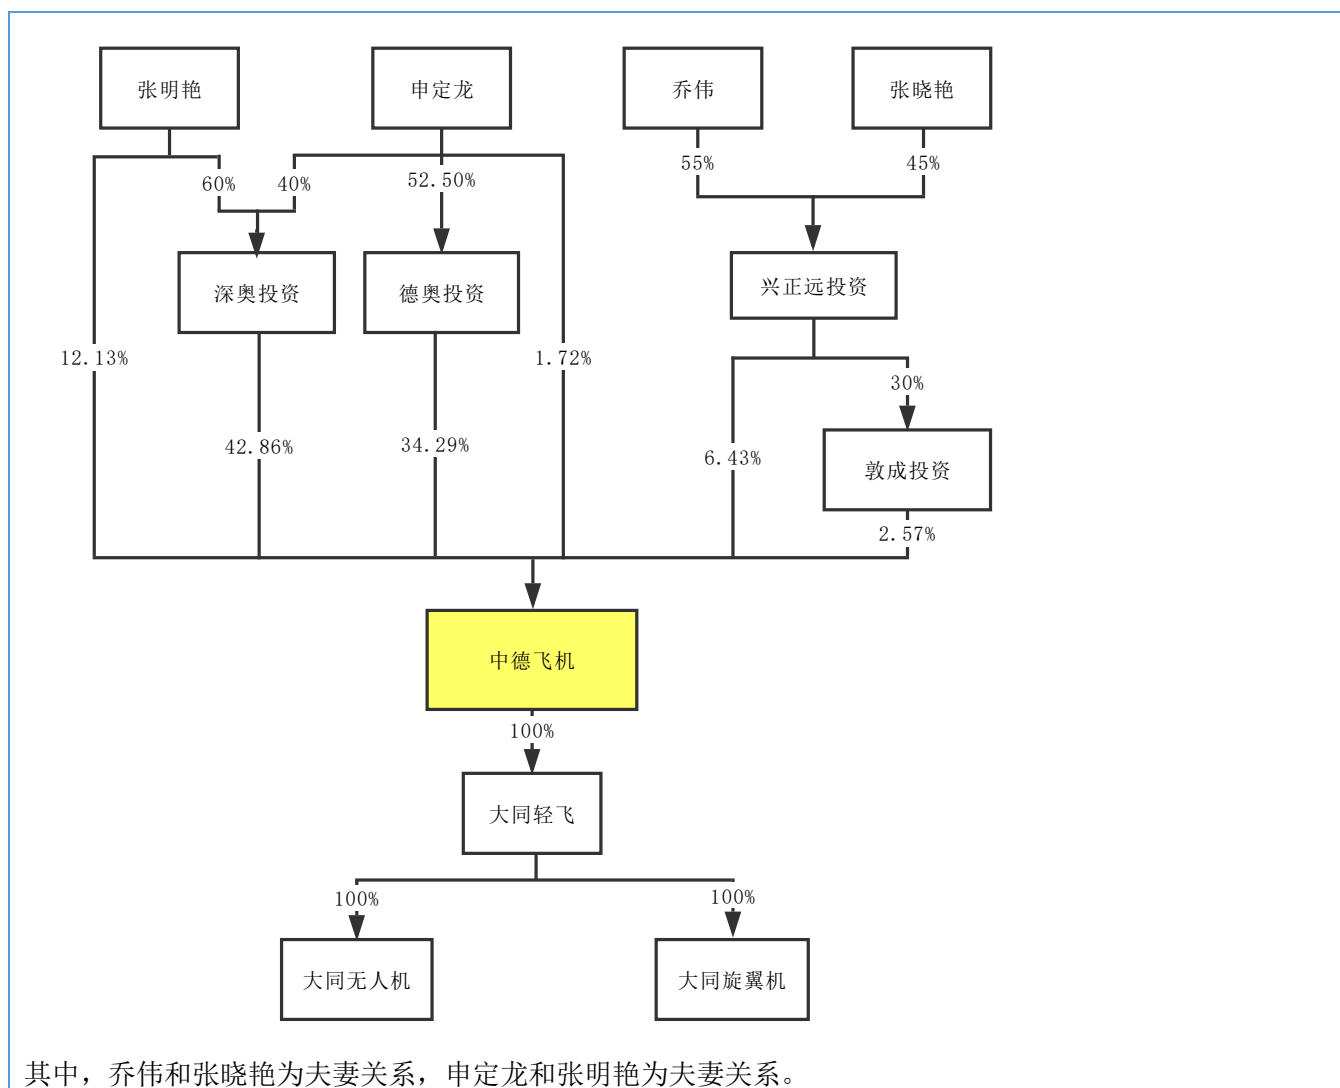 张明艳
申定龙
乔伟
张晓艳
55%
45%
60%
40%
52.50%
深奥投资
德奥投资
兴正远投资
12.13%
1.72%
30%
42.86%
34.29%
6.43%
敦成投资
2.57%
中德飞机
100%
大同轻飞
100%
100%
大同无人机
大同旋翼机
其中，乔伟和张晓艳为夫妻关系，申定龙和张明艳为夫妻关系。